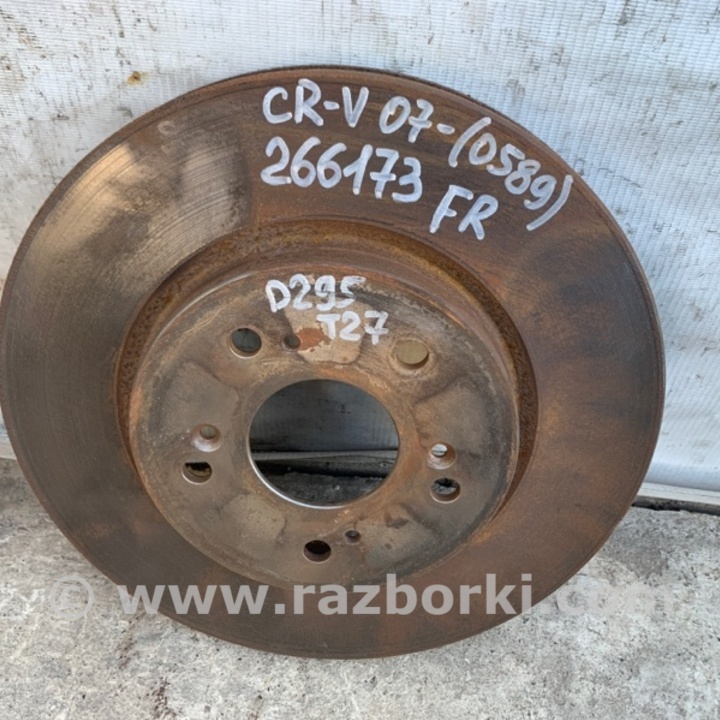 CR-V 07-(0589)
266173 FR
D295
T27
© www.razborki.com